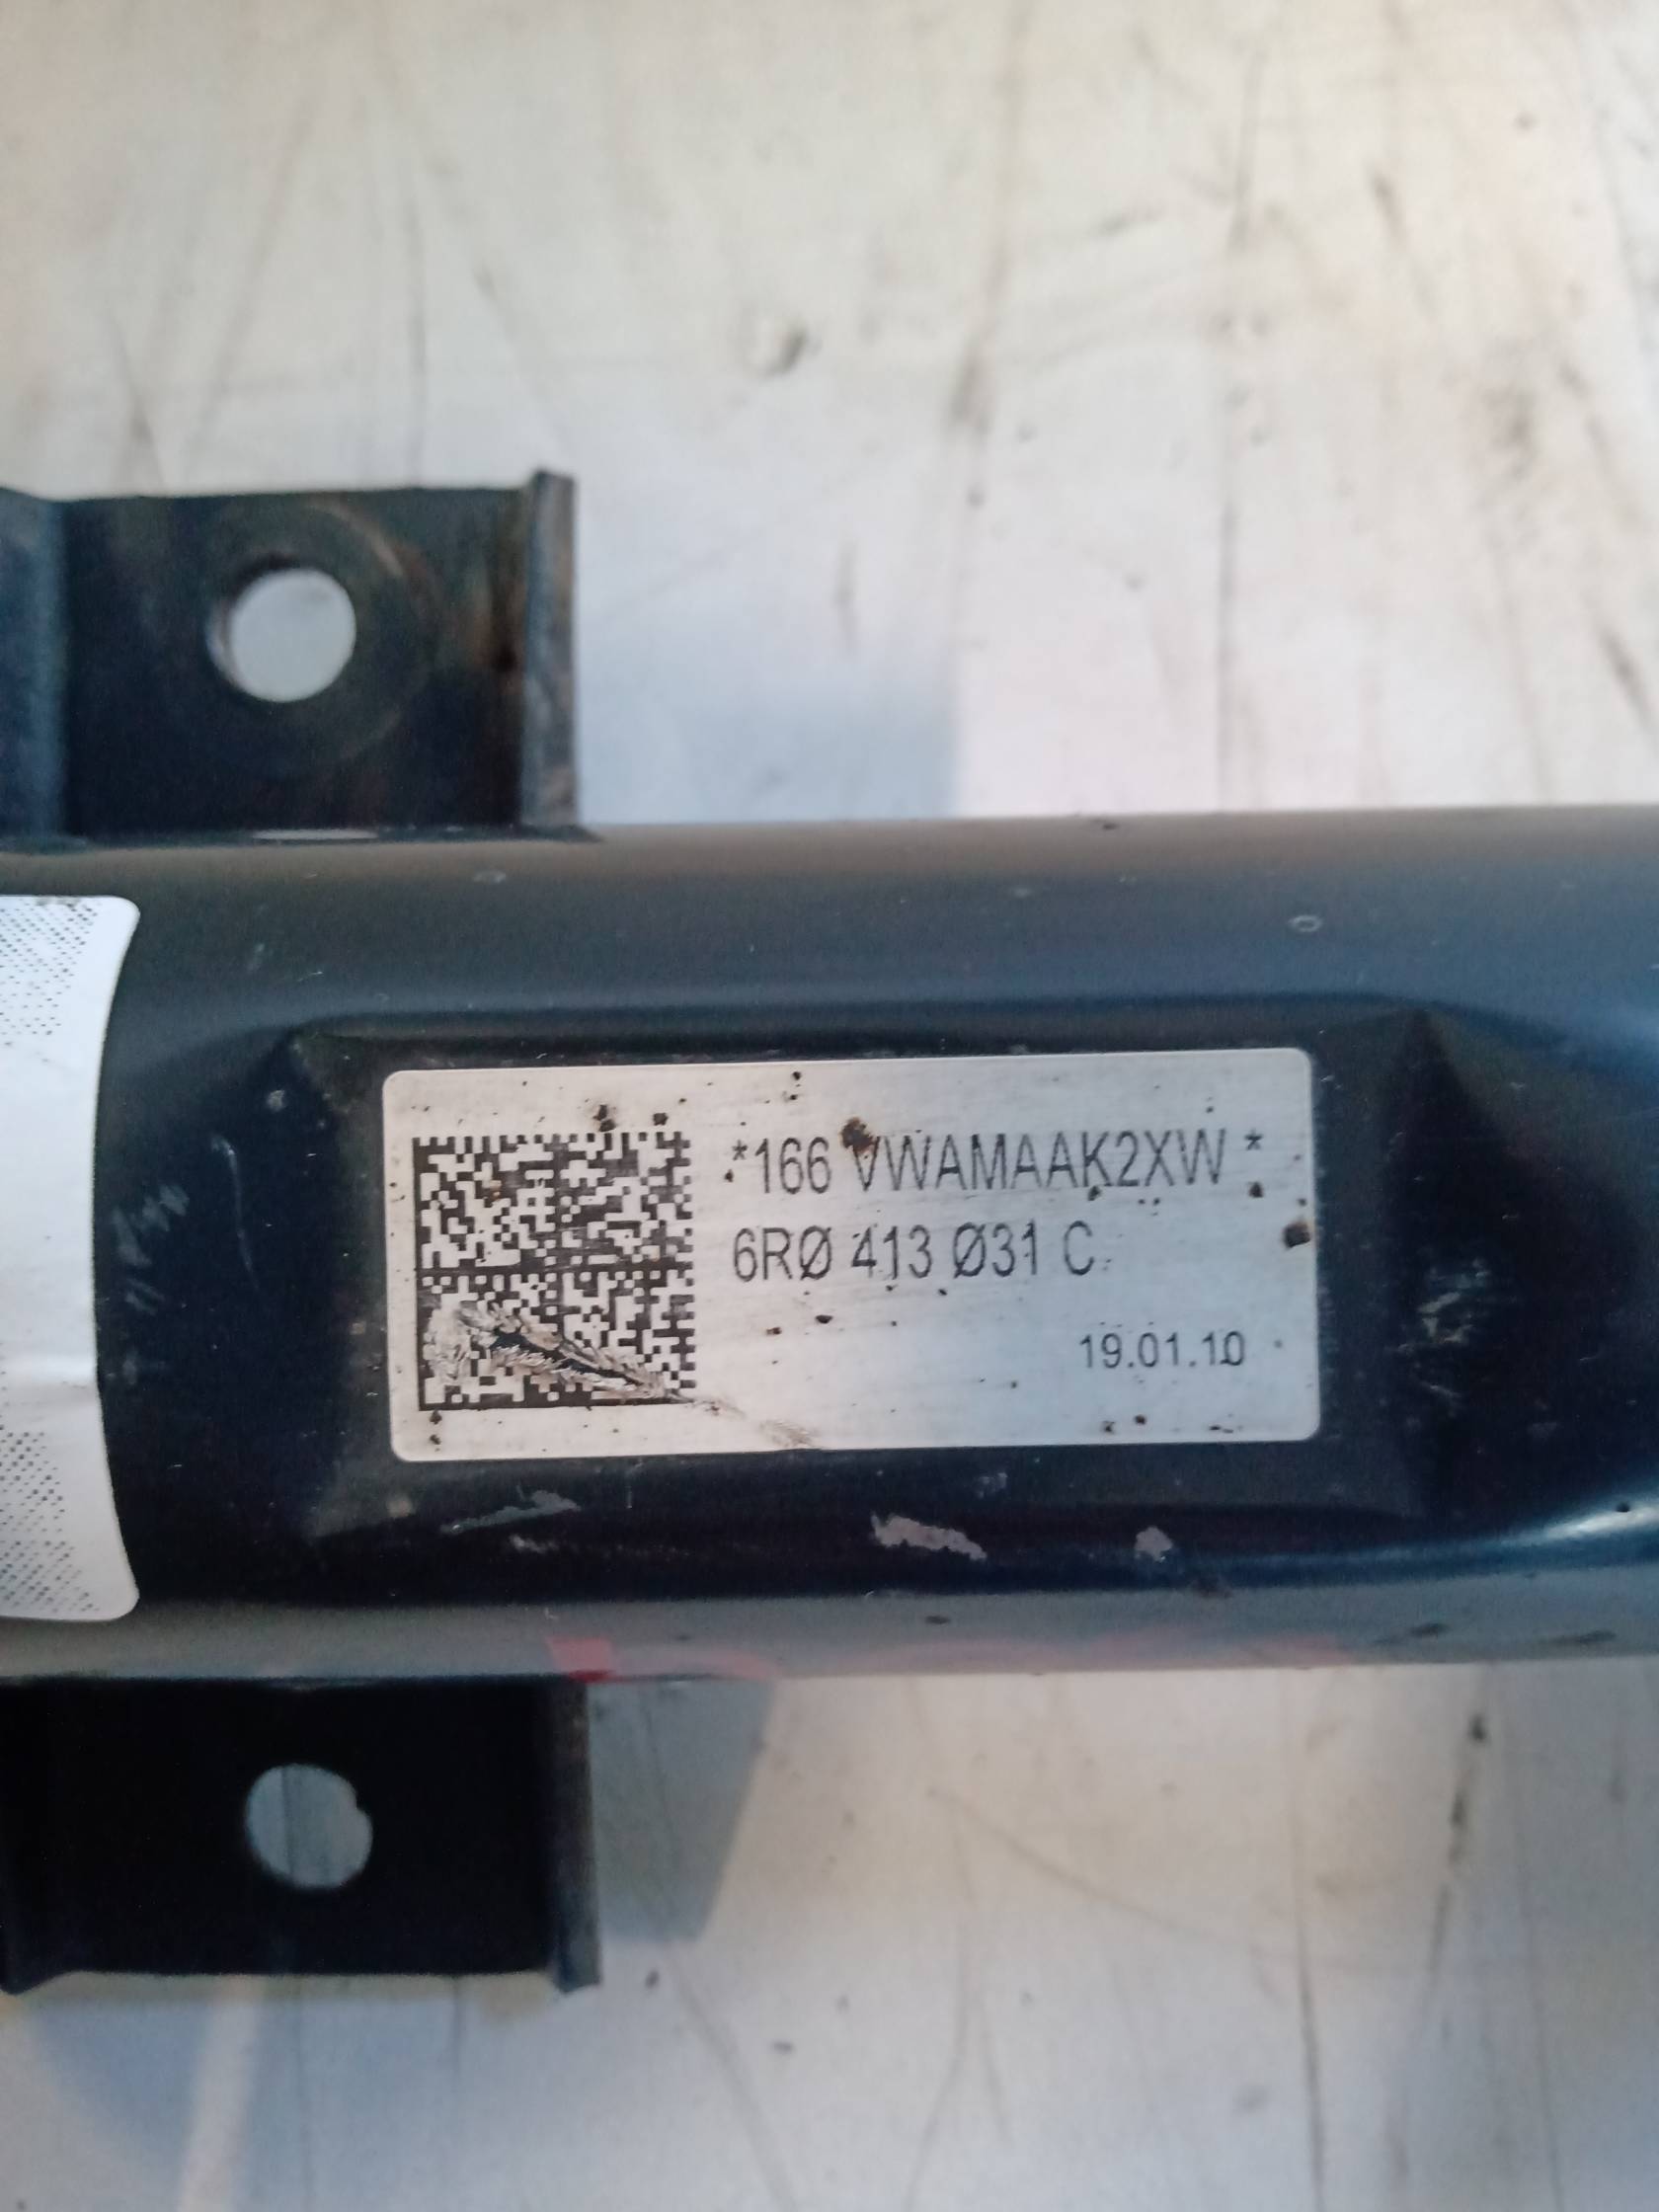 *166 VWAMAAK2XW *
6RØ 413 Ø31 C
19.01.10